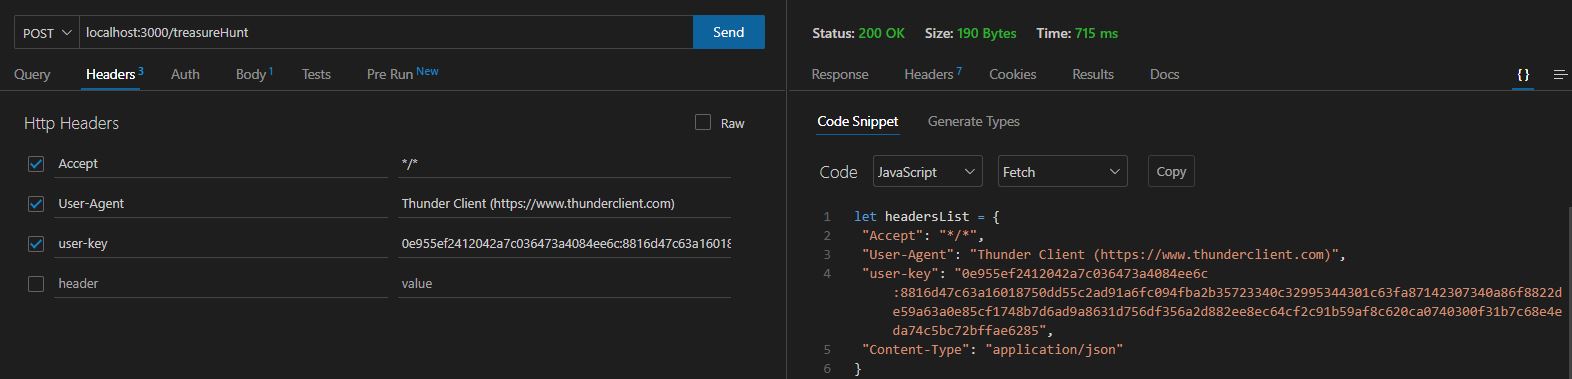 POST localhost:3000/treasureHunt Send
Query Headers 3 Auth Body 1 Tests Pre Run New
Http Headers Raw
Accept */*
User-Agent Thunder Client (https://www.thunderclient.com)
user-key 0e955ef2412042a7c036473a4084ee6c:8816d47c63a16018
header value
Status: 200 OK Size: 190 Bytes Time: 715 ms
Response Headers 7 Cookies Results Docs {}
Code Snippet Generate Types
Code JavaScript Fetch Copy
1 let headersList = {
2 "Accept": "*/*",
3 "User-Agent": "Thunder Client (https://www.thunderclient.com)",
4 "user-key": "0e955ef2412042a7c036473a4084ee6c
:8816d47c63a16018750dd55c2ad91a6fc094fba2b35723340c32995344301c63fa87142307340a86f8822d
e59a63a0e85cf1748b7d6ad9a8631d756df356a2d882ee8ec64cf2c91b59af8c620ca0740300f31b7c68e4e
da74c5bc72bffae6285",
5 "Content-Type": "application/json"
6 }